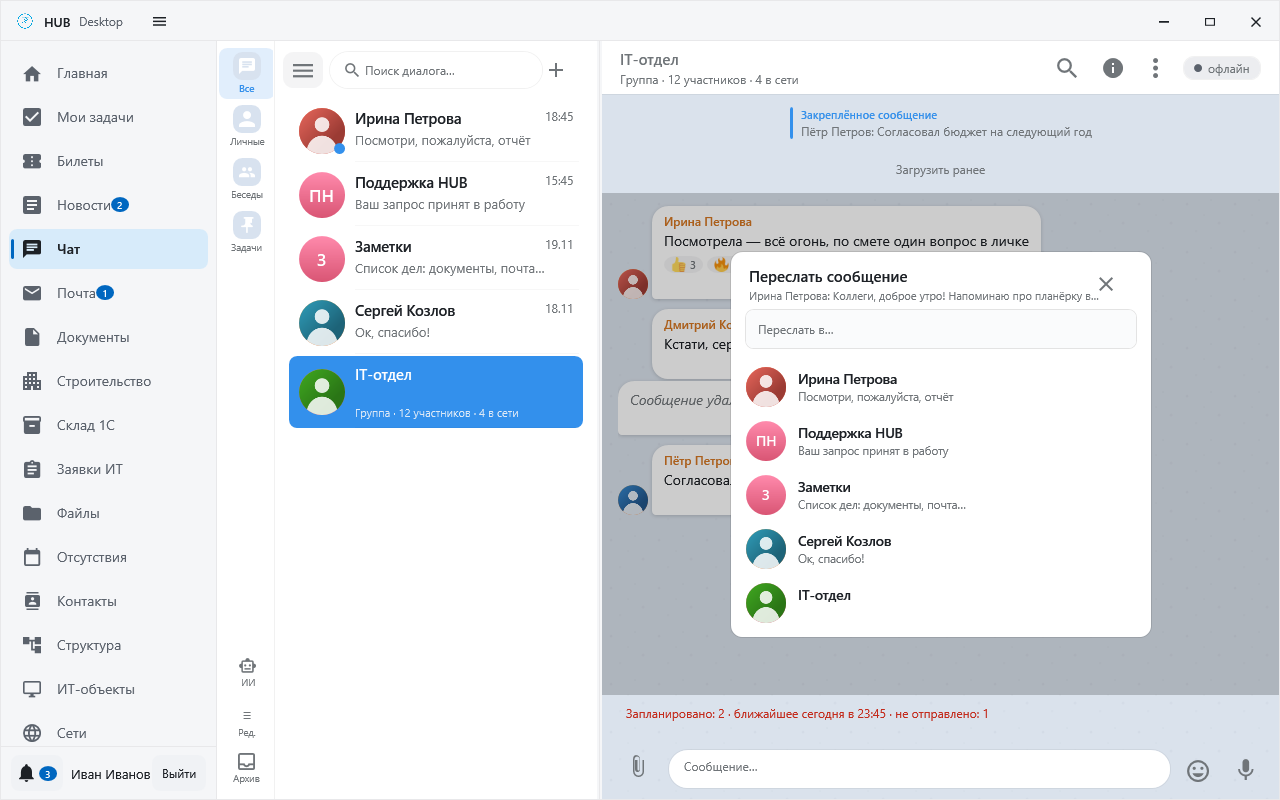 HUB Desktop
Главная
Мои задачи
Билеты
Новости 2
Чат
Почта 1
Документы
Строительство
Склад 1С
Заявки ИТ
Файлы
Отсутствия
Контакты
Структура
ИТ-объекты
Сети
3 Иван Иванов Выйти
Все
Личные
Беседы
Задачи
ИИ
Ред.
Архив
Поиск диалога...
Ирина Петрова 18:45
Посмотри, пожалуйста, отчёт
ПН
Поддержка HUB 15:45
Ваш запрос принят в работу
З
Заметки 19.11
Список дел: документы, почта...
Сергей Козлов 18.11
Ок, спасибо!
IT-отдел
Группа · 12 участников · 4 в сети
IT-отдел
Группа · 12 участников · 4 в сети
офлайн
Закреплённое сообщение
Пётр Петров: Согласовал бюджет на следующий год
Загрузить ранее
Ирина Петрова
Посмотрела — всё огонь, по смете один вопрос в личке
3
Дмитрий
Кстати,
Сообщение
Пётр
Переслать сообщение
Ирина Петрова: Коллеги, доброе утро! Напоминаю про планёрку в...
Переслать в...
Ирина Петрова
Посмотри, пожалуйста, отчёт
ПН
Поддержка HUB
Ваш запрос принят в работу
З
Заметки
Список дел: документы, почта...
Сергей Козлов
Ок, спасибо!
IT-отдел
Запланировано: 2 · ближайшее сегодня в 23:45 · не отправлено: 1
Сообщение...